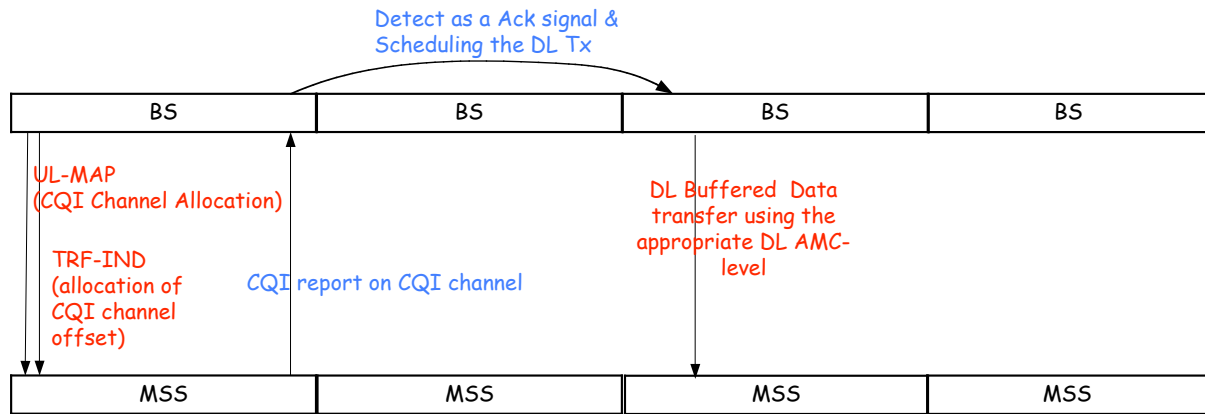 Detect as a Ack signal &
Scheduling the DL Tx
BS
BS
BS
BS
UL-MAP
(CQI Channel Allocation)
TRF-IND
(allocation of
CQI channel
offset)
CQI report on CQI channel
DL Buffered Data
transfer using the
appropriate DL AMC-
level
MSS
MSS
MSS
MSS